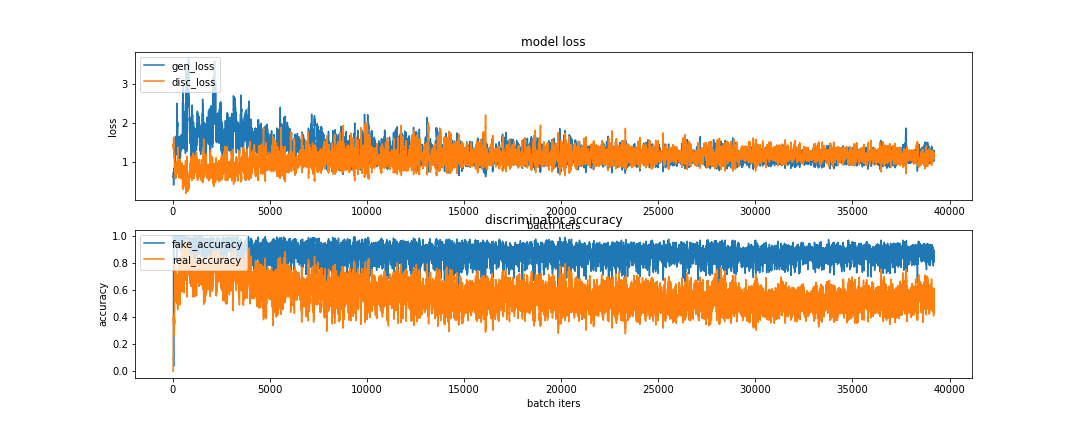 model loss
gen_loss
disc_loss
3
2
1
loss
0 5000 10000 15000 20000 25000 30000 35000 40000
batch iters
discriminator accuracy
fake_accuracy
real_accuracy
1.0
0.8
0.6
0.4
0.2
0.0
accuracy
0 5000 10000 15000 20000 25000 30000 35000 40000
batch iters